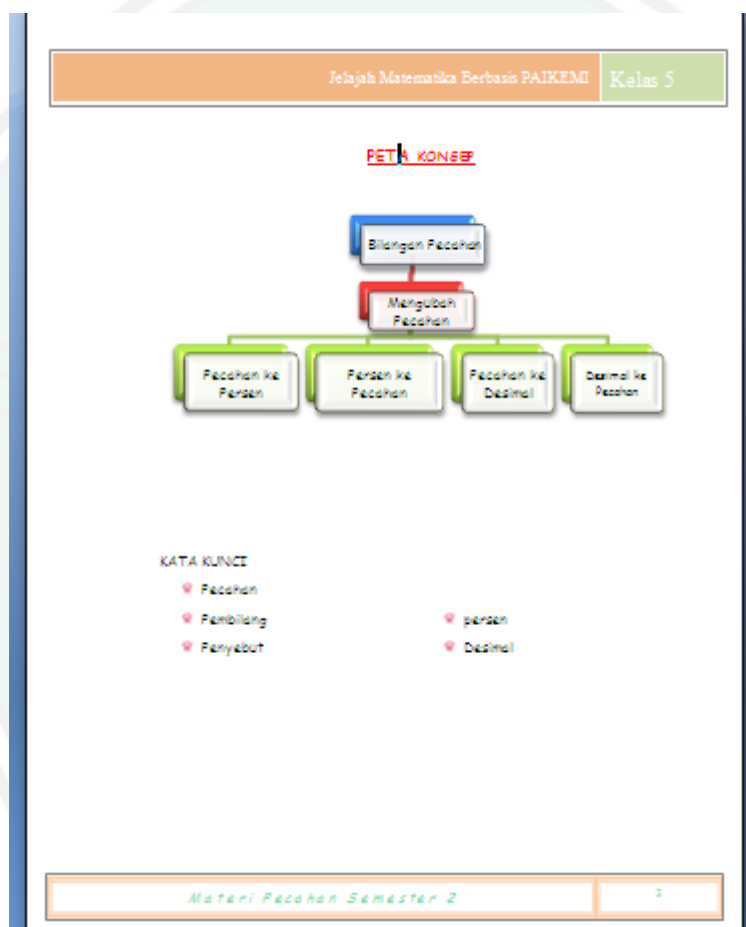 Jelajah Matematika Berbasis PAIKEMI Kelas 5
PETA KONSEP
Bilangan Pecahan
Mengubah
Pecahan
Pecahan ke
Persen
Persen ke
Pecahan
Pecahan ke
Desimal
Desimal ke
Pecahan
KATA KUNCI
Pecahan
Pembilang
persen
Penyebut
Desimal
Materi Pecahan Semester 2